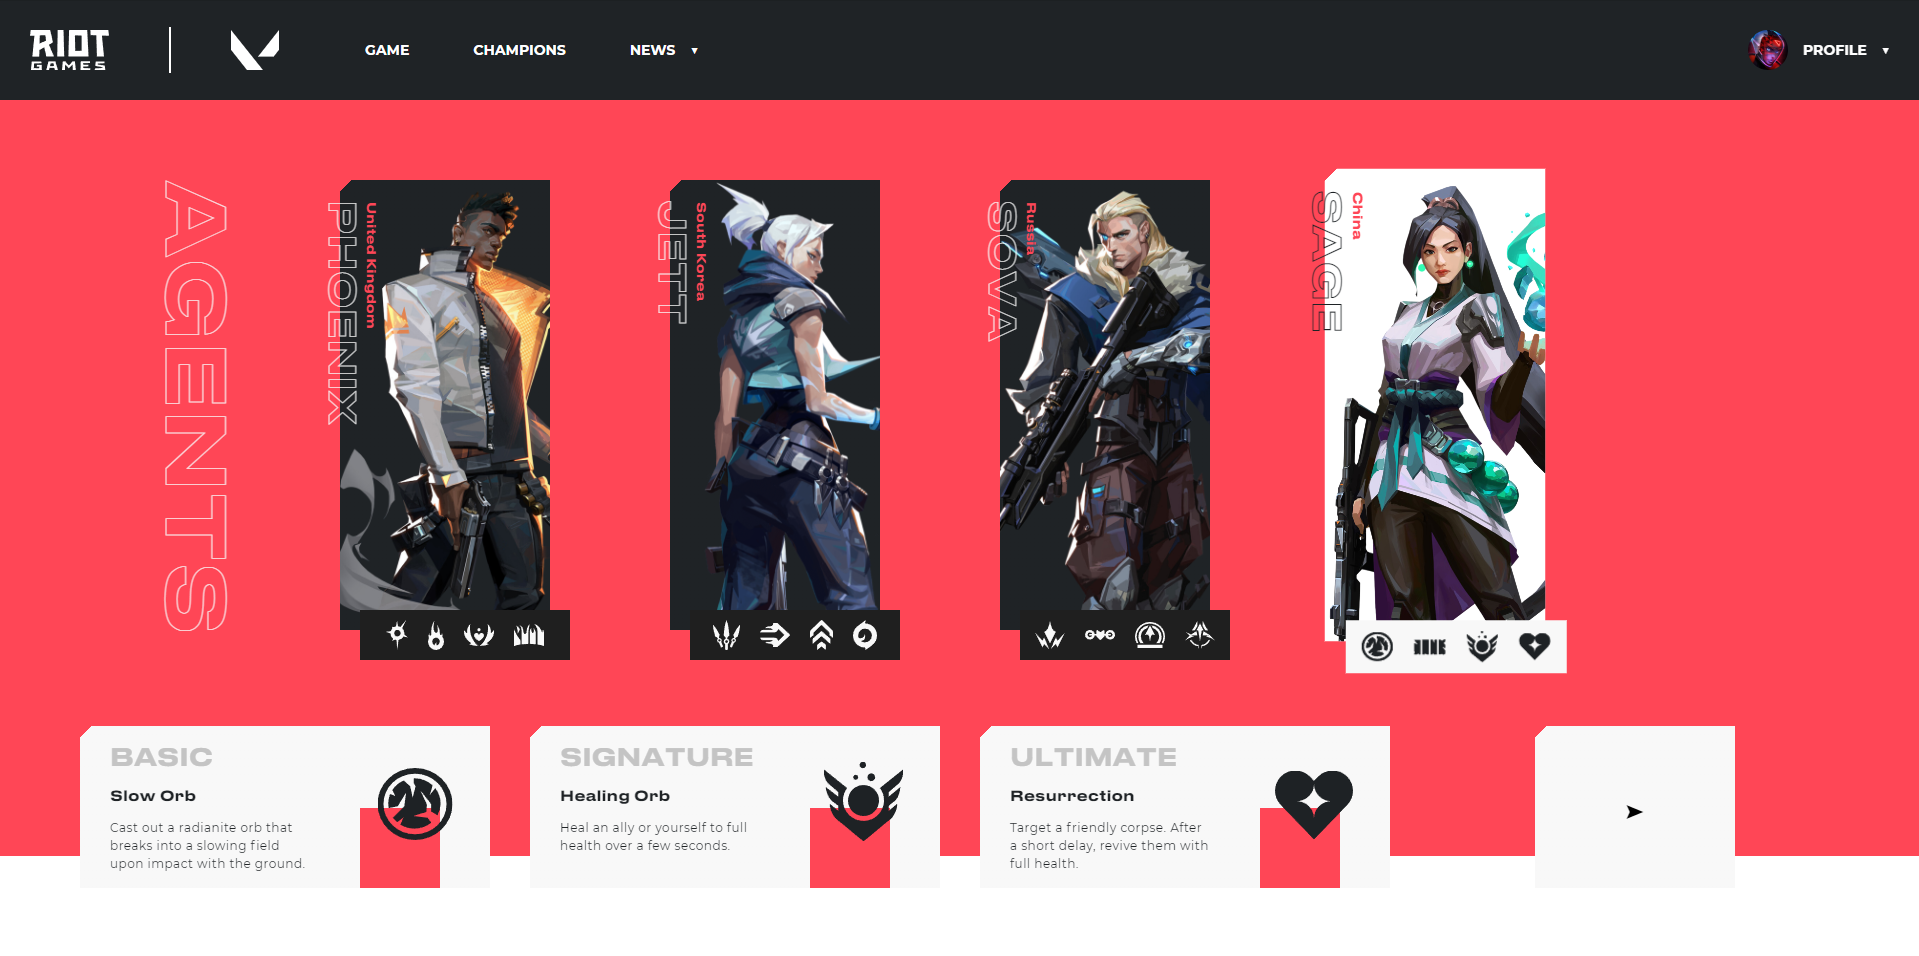 RIOT
GAMES
GAME
CHAMPIONS
NEWS
PROFILE
AGENTS
United Kingdom
PHOENIX
South Korea
JETT
Russia
SOVA
China
SAGE
BASIC
Slow Orb
Cast out a radianite orb that
breaks into a slowing field
upon impact with the ground.
SIGNATURE
Healing Orb
Heal an ally or yourself to full
health over a few seconds.
ULTIMATE
Resurrection
Target a friendly corpse. After
a short delay, revive them with
full health.